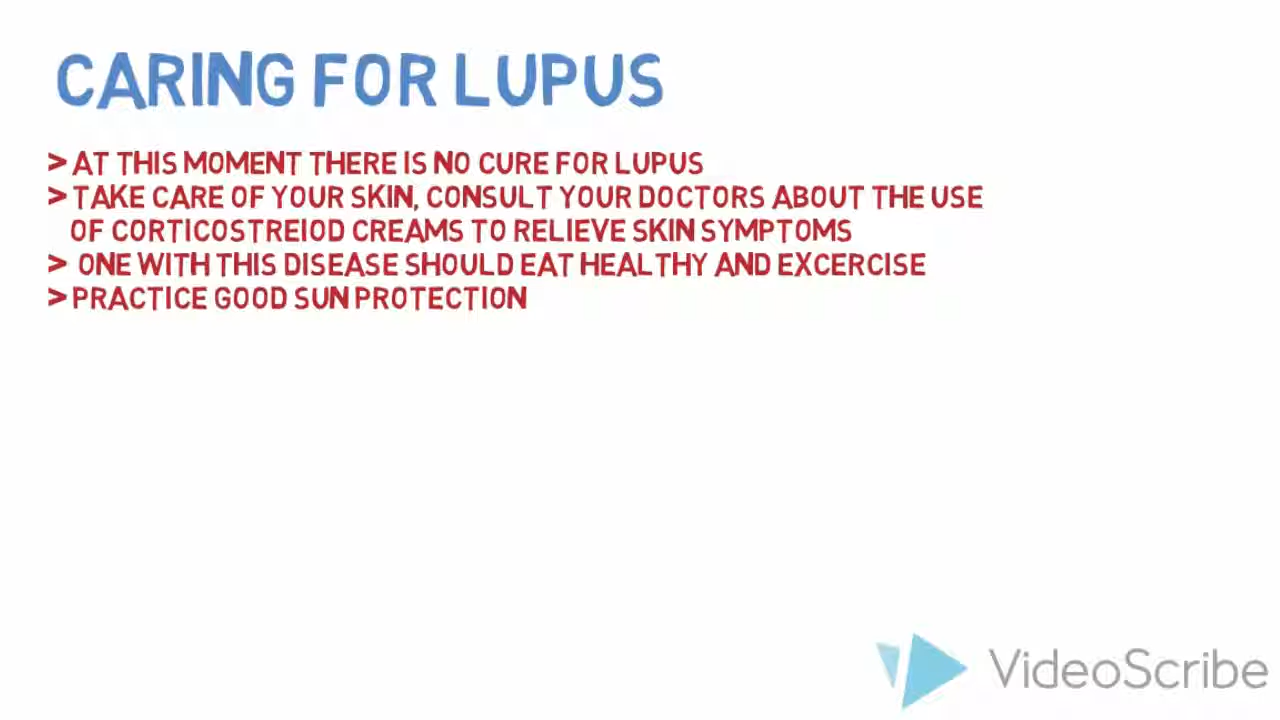 CARING FOR LUPUS
> AT THIS MOMENT THERE IS NO CURE FOR LUPUS
> TAKE CARE OF YOUR SKIN, CONSULT YOUR DOCTORS ABOUT THE USE
OF CORTICOSTREIOD CREAMS TO RELIEVE SKIN SYMPTOMS
> ONE WITH THIS DISEASE SHOULD EAT HEALTHY AND EXCERCISE
> PRACTICE GOOD SUN PROTECTION
VideoScribe